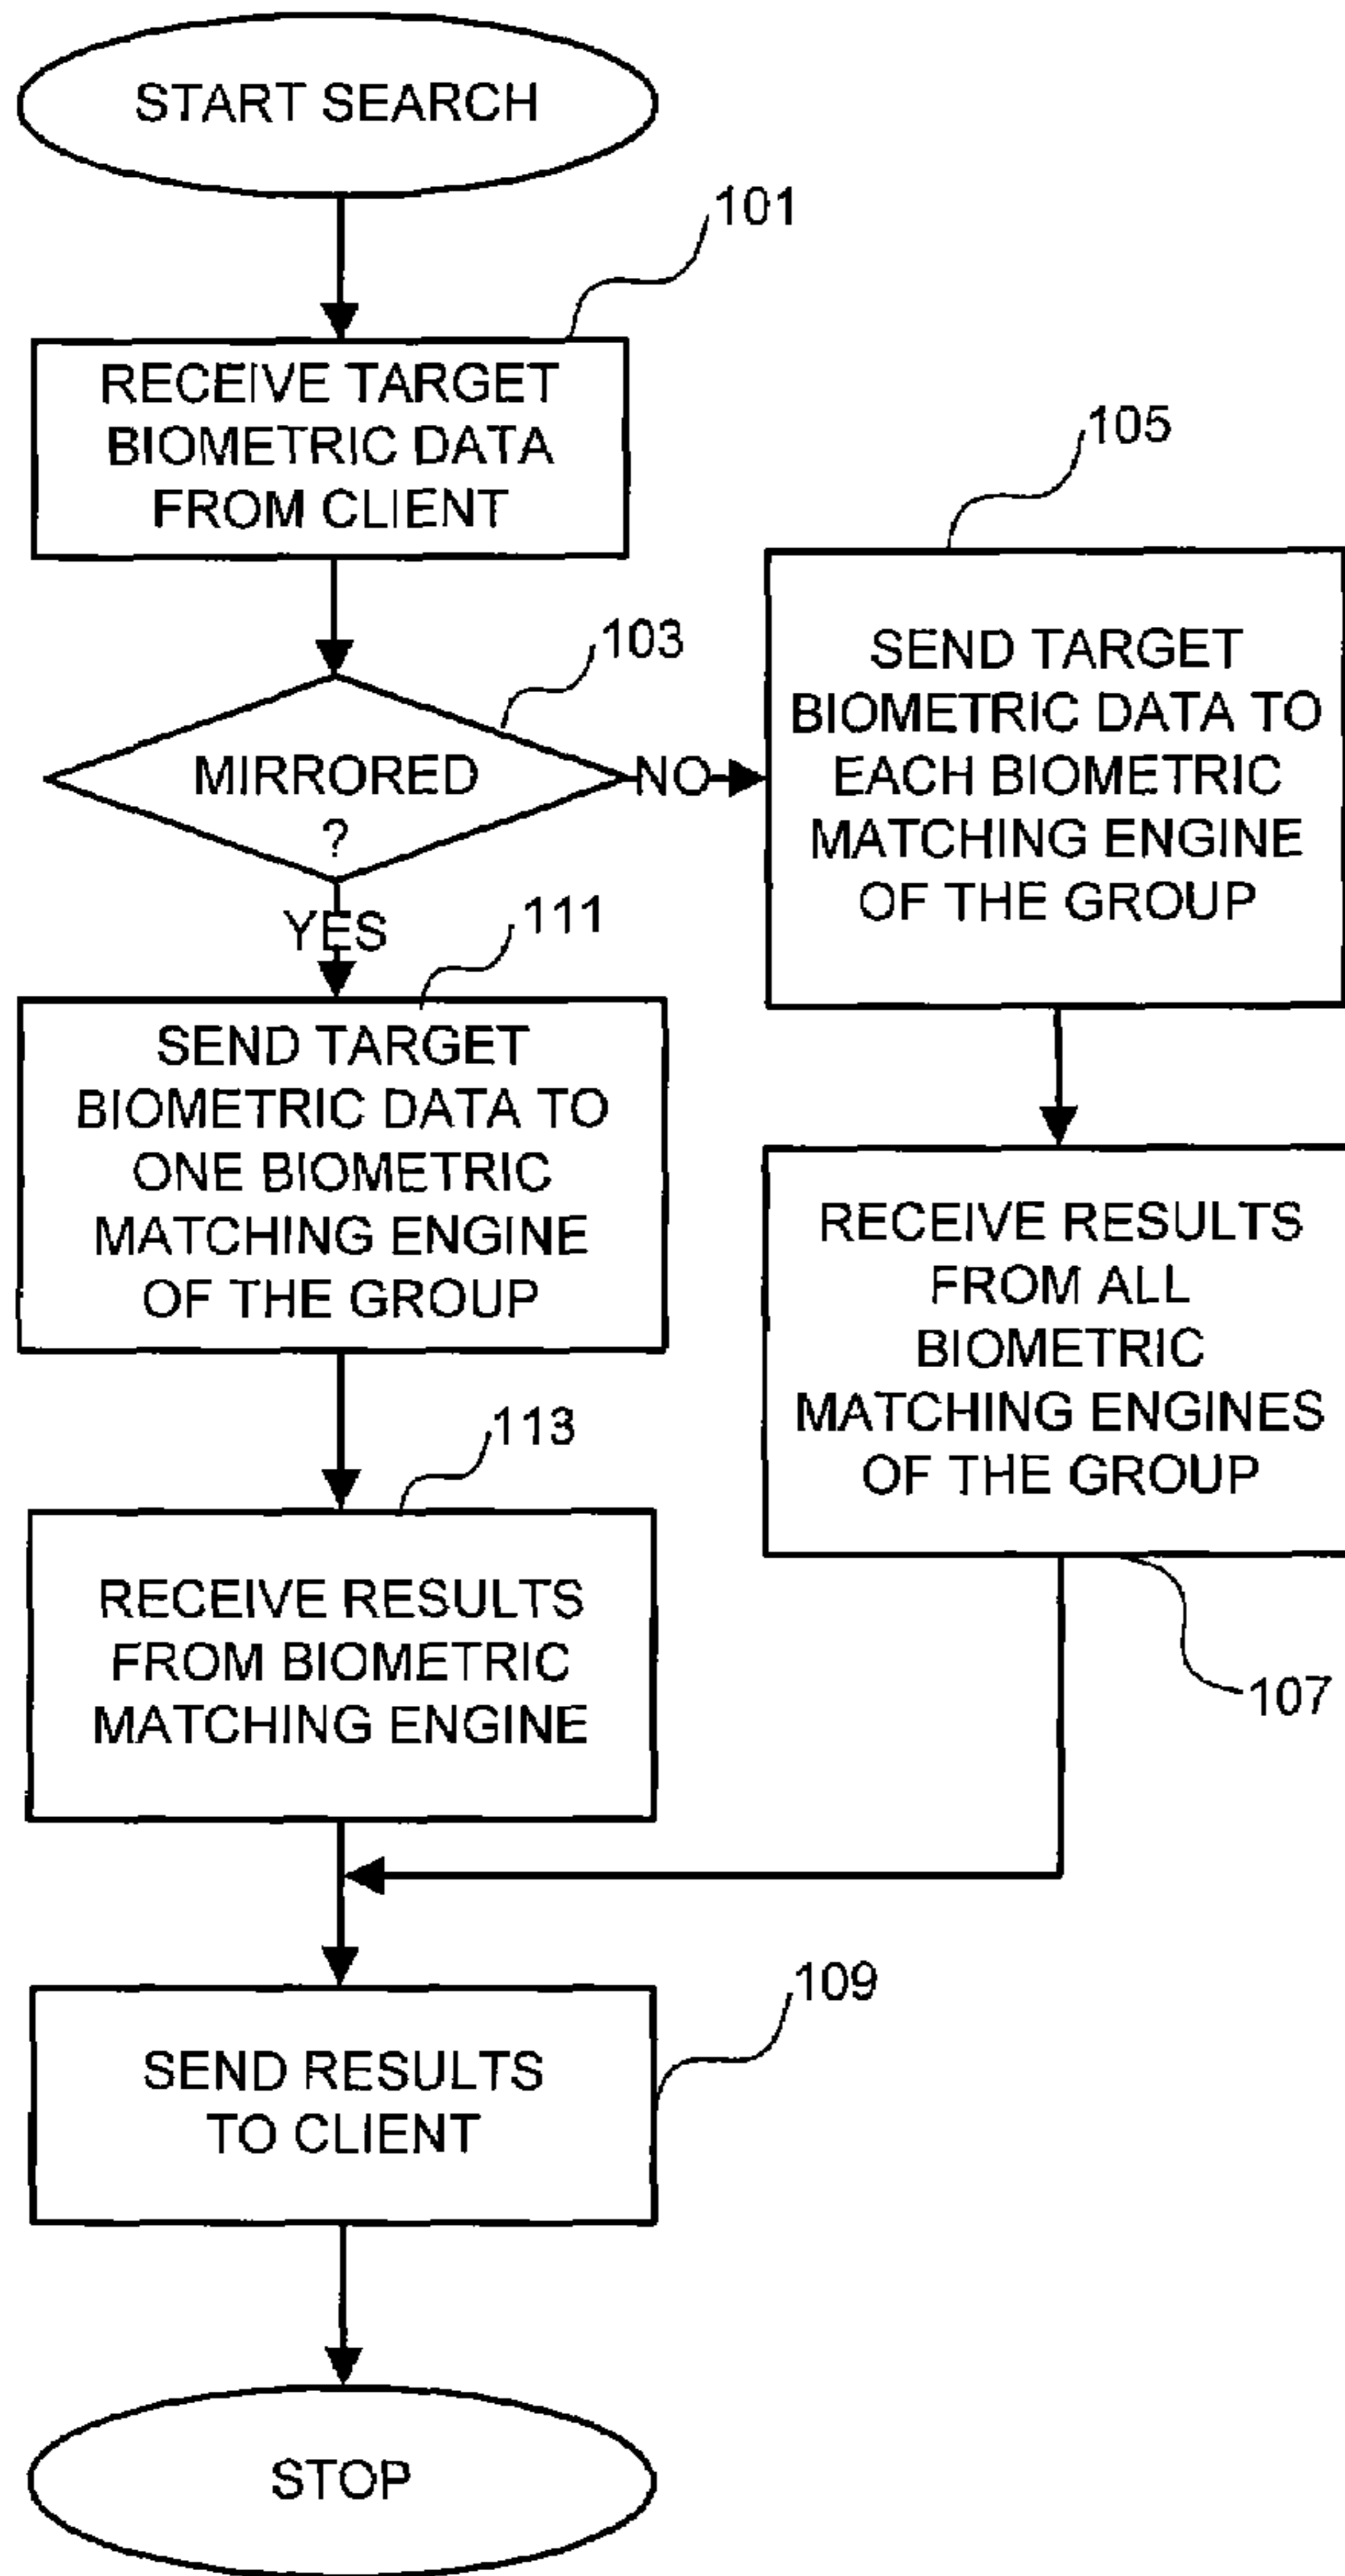 START SEARCH
101
RECEIVE TARGET
BIOMETRIC DATA
FROM CLIENT
103
MIRRORED
?
NO
YES
105
SEND TARGET
BIOMETRIC DATA TO
EACH BIOMETRIC
MATCHING ENGINE
OF THE GROUP
111
SEND TARGET
BIOMETRIC DATA TO
ONE BIOMETRIC
MATCHING ENGINE
OF THE GROUP
RECEIVE RESULTS
FROM ALL
BIOMETRIC
MATCHING ENGINES
OF THE GROUP
107
113
RECEIVE RESULTS
FROM BIOMETRIC
MATCHING ENGINE
109
SEND RESULTS
TO CLIENT
STOP